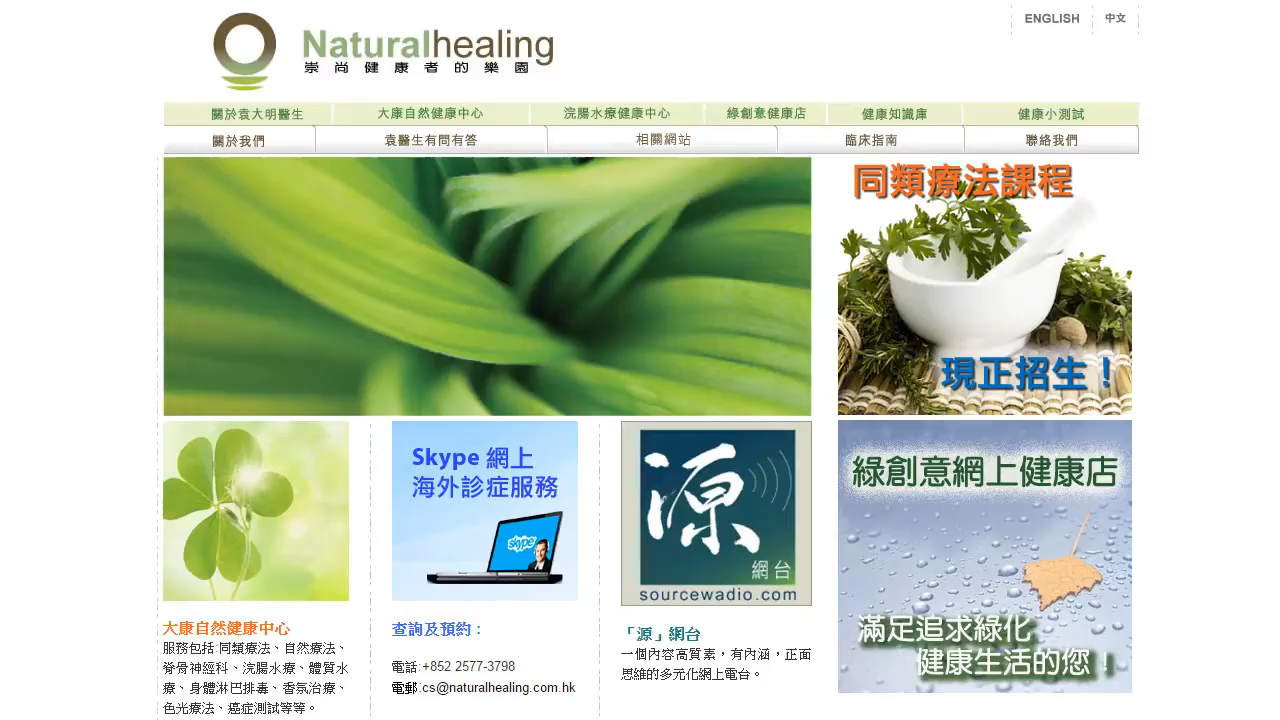 ENGLISH 中文
Naturalhealing
崇尚健康者的樂園
關於袁大明醫生 大康自然健康中心 浣腸水療健康中心 綠創意健康店 健康知識庫 健康小測試
關於我們 袁醫生有問有答 相關網站 臨床指南 聯絡我們
同類療法課程
現正招生！
Skype 網上
海外診症服務
skype
源
網台
sourcewadio.com
綠創意網上健康店
滿足追求綠化
健康生活的您！
大康自然健康中心
服務包括:同類療法、自然療法、
脊骨神經科、浣腸水療、體質水
療、身體淋巴排毒、香氛治療、
色光療法、癌症測試等等。
查詢及預約：
電話:+852 2577-3798
電郵:cs@naturalhealing.com.hk
「源」網台
一個內容高質素，有內涵，正面
思維的多元化網上電台。